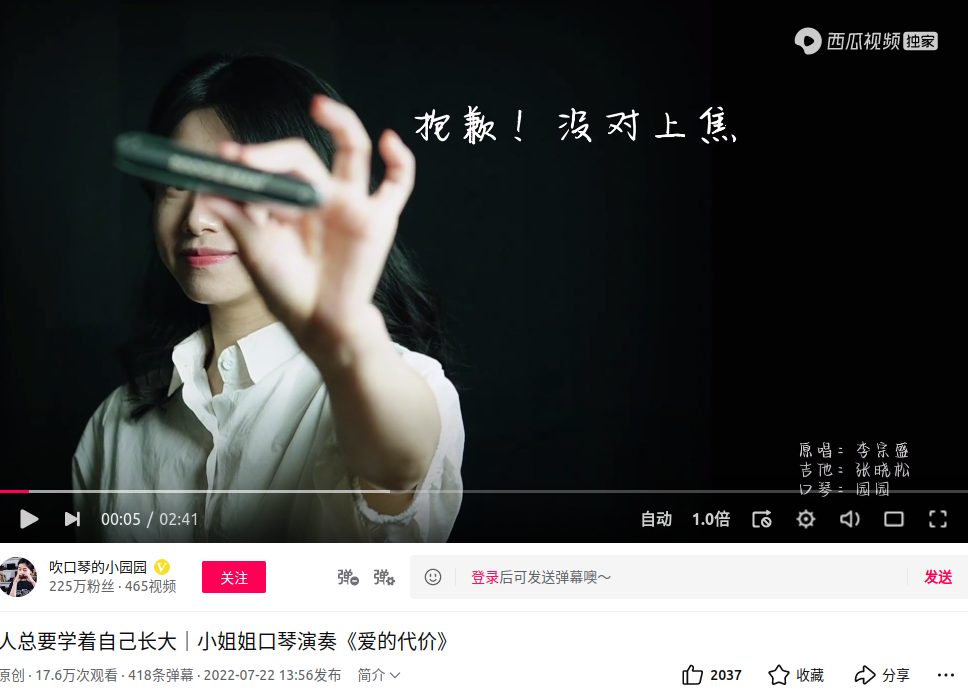 西瓜视频 独家
抱歉！没对上焦
原唱：李宗盛
吉他：张晓松
口琴：园园
00:05 / 02:41
自动 1.0倍
吹口琴的小园园
225万粉丝 · 465视频
关注
弹 弹
登录后可发送弹幕噢～
发送
人总要学着自己长大｜小姐姐口琴演奏《爱的代价》
原创 · 17.6万次观看 · 418条弹幕 · 2022-07-22 13:56发布 简介
2037 收藏 分享